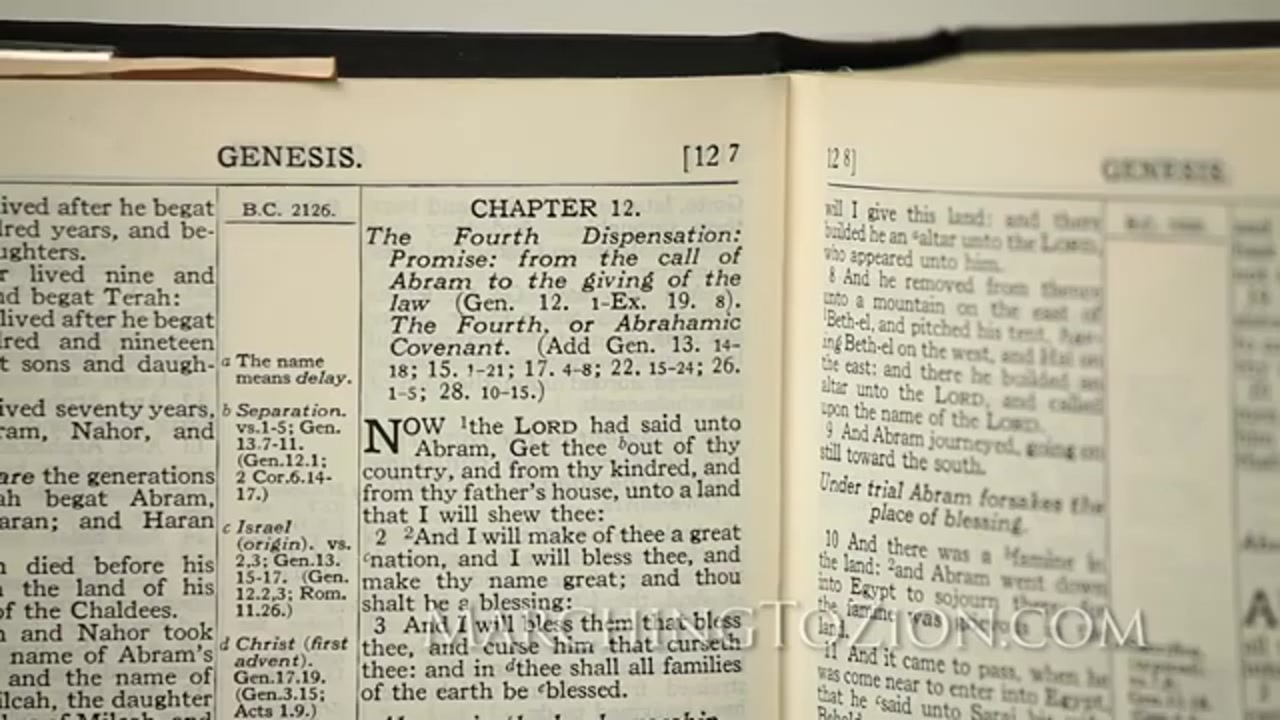 GENESIS.
[12 7
ived after he begat
lred years, and be-
ughters.
r lived nine and
nd begat Terah:
lived after he begat
dred and nineteen
t sons and daugh-
ived seventy years,
ram, Nahor, and
are the generations
ah begat Abram,
aran; and Haran
n died before his
n the land of his
of the Chaldees.
n and Nahor took
name of Abram's
and the name of
ilcah, the daughter
B.C. 2126.
a The name
means delay.
b Separation.
vs.1-5; Gen.
13.7-11.
(Gen.12.1;
2 Cor.6.14-
17.)
c Israel
(origin). vs.
2,3; Gen.13.
15-17. (Gen.
12.2,3; Rom.
11.26.)
d Christ (first
advent).
Gen.17.19.
(Gen.3.15;
Acts 1.9.)
CHAPTER 12.
The Fourth Dispensation:
Promise: from the call of
Abram to the giving of the
law (Gen. 12. 1-Ex. 19. 8).
The Fourth, or Abrahamic
Covenant. (Add Gen. 13. 14-
18; 15. 1-21; 17. 4-8; 22. 15-24; 26.
1-5; 28. 10-15.)
NOW 1the LORD had said unto
Abram, Get thee bout of thy
country, and from thy kindred, and
from thy father's house, unto a land
that I will shew thee:
2 2And I will make of thee a great
cnation, and I will bless thee, and
make thy name great; and thou
shalt be a blessing:
3 And I will bless them that bless
thee, and curse him that curseth
thee: and in dthee shall all families
of the earth be eblessed.
12 8]
GENESIS.
will I give this land: and there
builded he an altar unto the LORD,
who appeared unto him.
8 And he removed from thence
unto a mountain on the east of
Beth-el, and pitched his tent,
ing Beth-el on the west, and Hai on
the east: and there he builded an
altar unto the LORD, and called
upon the name of the LORD.
9 And Abram journeyed, going on
still toward the south.
Under trial Abram forsakes the
place of blessing.
10 And there was a famine in
the land: 2and Abram went down
into Egypt to sojourn
the famine was
land.
11 And it came to pass, when he
was come near to enter into Egypt,
that he said unto Sarai his
Behold
MARCHINGTOZION.COM